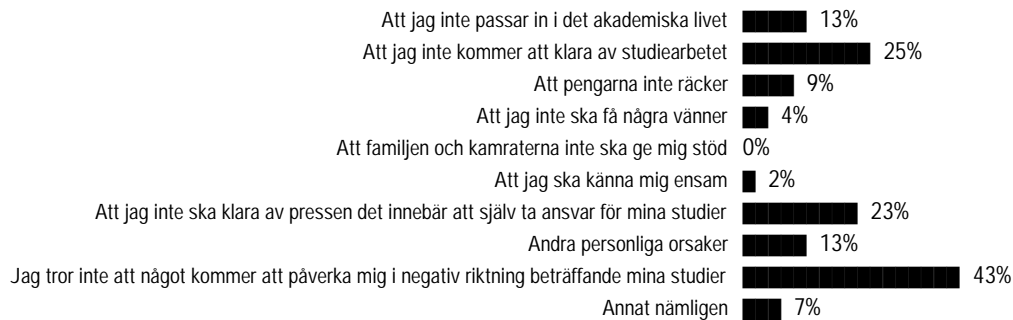 Att jag inte passar in i det akademiska livet 13%
Att jag inte kommer att klara av studiearbetet 25%
Att pengarna inte räcker 9%
Att jag inte ska få några vänner 4%
Att familjen och kamraterna inte ska ge mig stöd 0%
Att jag ska känna mig ensam 2%
Att jag inte ska klara av pressen det innebär att själv ta ansvar för mina studier 23%
Andra personliga orsaker 13%
Jag tror inte att något kommer att påverka mig i negativ riktning beträffande mina studier 43%
Annat nämligen 7%